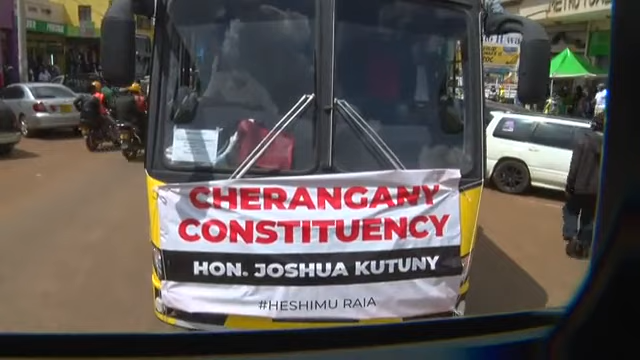 CHERANGANY
CONSTITUENCY
HON. JOSHUA KUTUNY
#HESHIMU RAIA